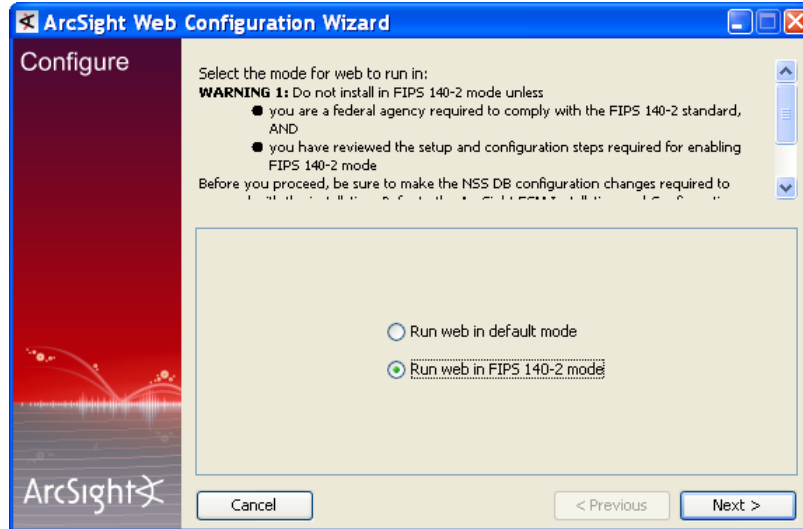 ArcSight Web Configuration Wizard
Configure
Select the mode for web to run in:
WARNING 1: Do not install in FIPS 140-2 mode unless
● you are a federal agency required to comply with the FIPS 140-2 standard,
AND
● you have reviewed the setup and configuration steps required for enabling
FIPS 140-2 mode
Before you proceed, be sure to make the NSS DB configuration changes required to
Run web in default mode
Run web in FIPS 140-2 mode
ArcSight
Cancel
< Previous
Next >